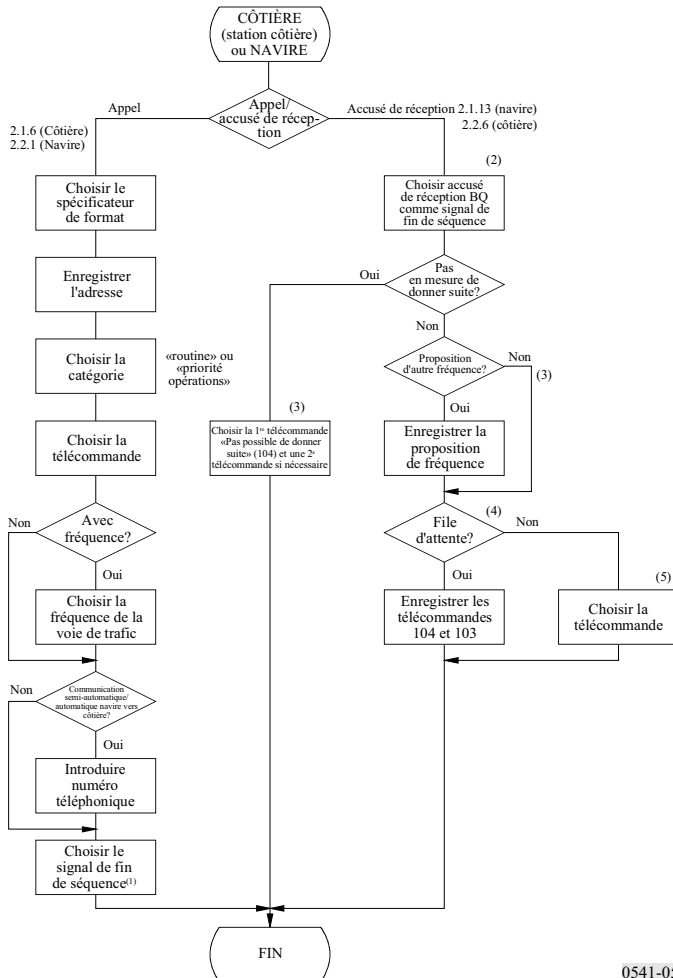 CÔTIÈRE
(station côtière)
ou NAVIRE
Appel
Appel/
accusé de récep-
tion
Accusé de réception 2.1.13 (navire)
2.2.6 (côtière)
2.1.6 (Côtière)
2.2.1 (Navire)
(2)
Choisir le
spécificateur
de format
Choisir accusé
de réception BQ
comme signal de
fin de séquence
Enregistrer
l'adresse
Oui
Pas
en mesure de
donner suite?
Non
Choisir la
catégorie
«routine» ou
«priorité
opérations»
Proposition
d'autre fréquence?
Non
(3)
Oui
(3)
Choisir la
télécommande
Choisir la 1re télécommande
«Pas possible de donner
suite» (104) et une 2e
télécommande si nécessaire
Enregistrer la
proposition
de fréquence
Non
Avec
fréquence?
Oui
File
d'attente?
(4)
Non
Oui
(5)
Choisir la
fréquence de la
voie de trafic
Enregistrer les
télécommandes
104 et 103
Choisir la
télécommande
Non
Communication
semi-automatique/
automatique navire vers
côtière?
Oui
Introduire
numéro
téléphonique
Choisir le
signal de fin
de séquence(1)
FIN
0541-05